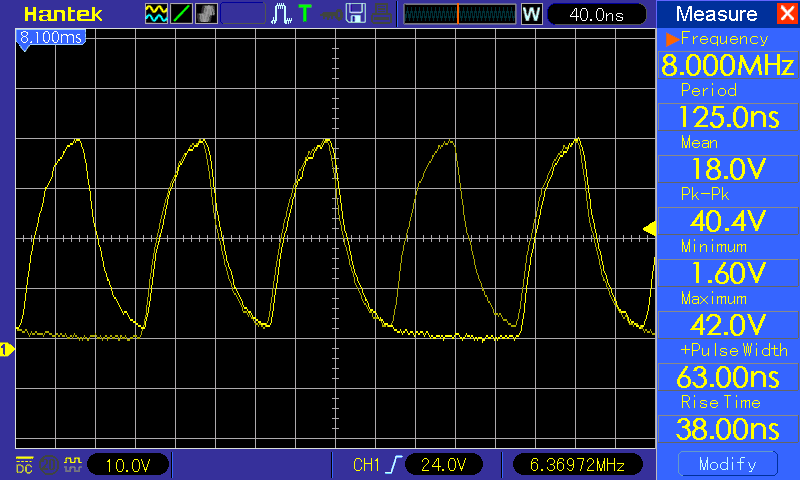 Hantek T W 40.0ns Measure
8.100ms
Frequency
8.000MHz
Period
125.0ns
Mean
18.0V
Pk-Pk
40.4V
Minimum
1.60V
Maximum
42.0V
+Pulse Width
63.00ns
Rise Time
38.00ns
1
DC 10.0V CH1 24.0V 6.36972MHz Modify